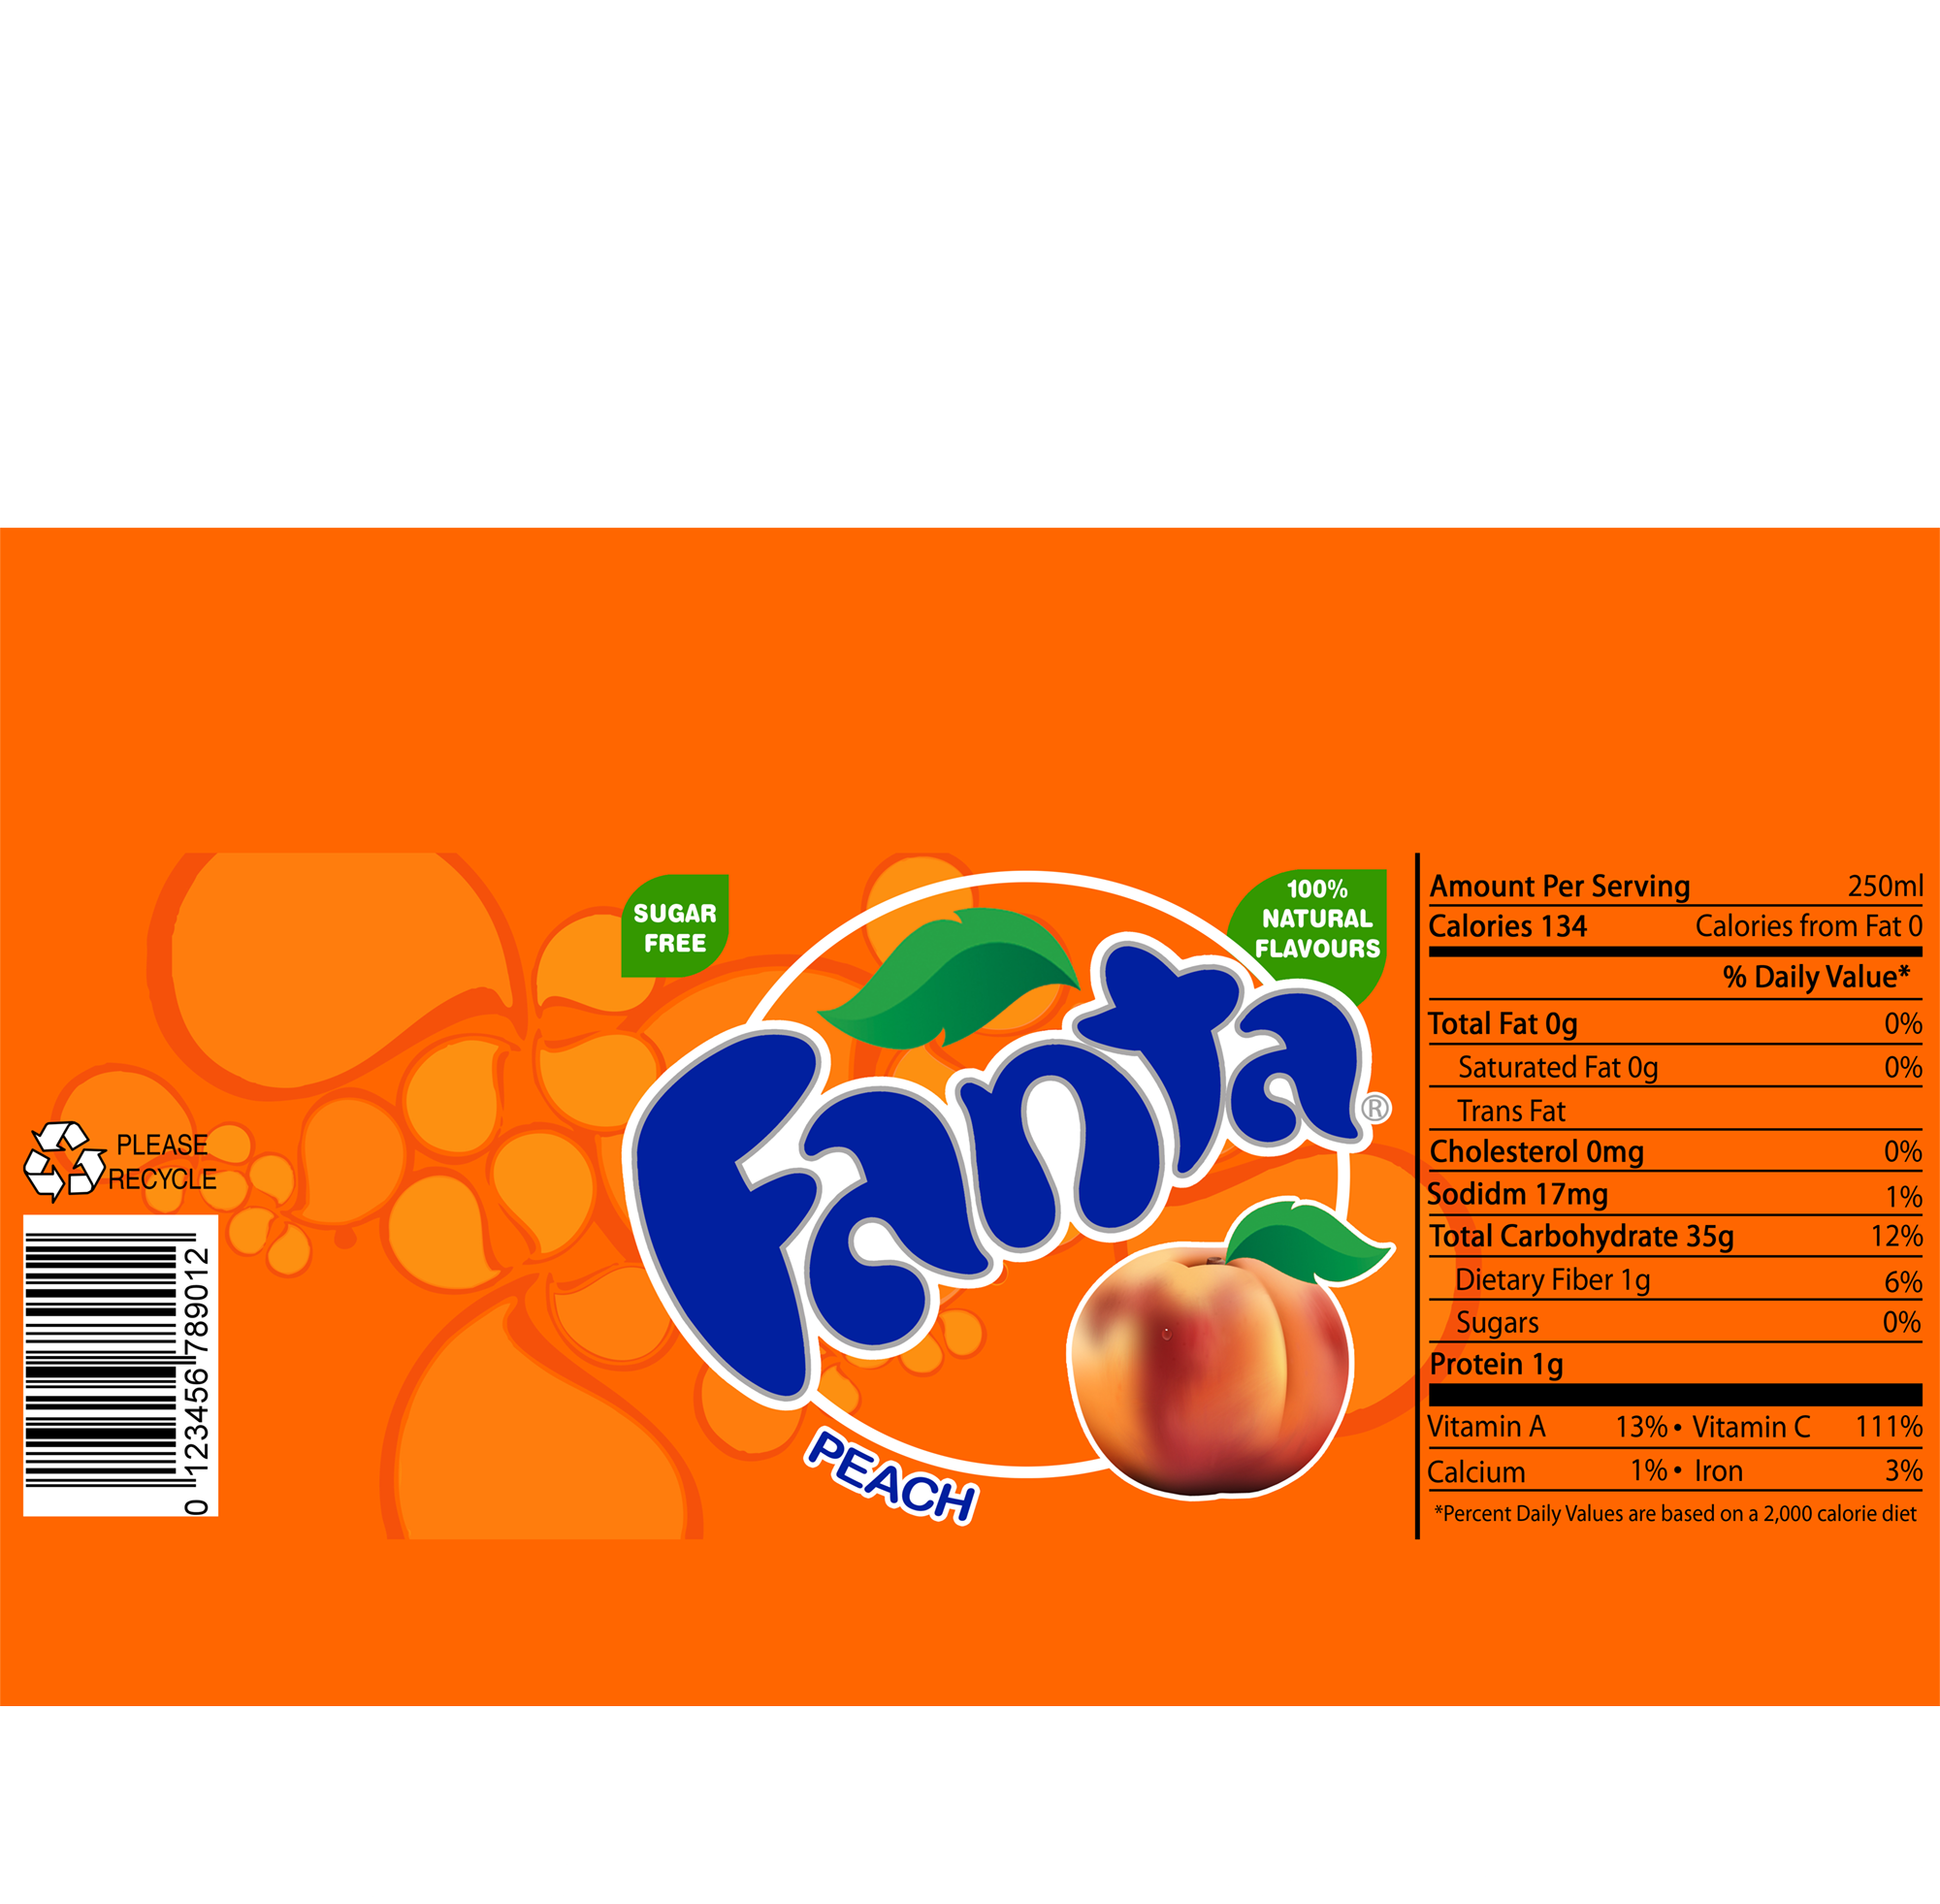 SUGAR
FREE
100%
NATURAL
FLAVOURS
Fanta
®
PEACH
PLEASE
RECYCLE
0 123456 789012
Amount Per Serving 250ml
Calories 134 Calories from Fat 0
% Daily Value*
Total Fat 0g 0%
Saturated Fat 0g 0%
Trans Fat
Cholesterol 0mg 0%
Sodidm 17mg 1%
Total Carbohydrate 35g 12%
Dietary Fiber 1g 6%
Sugars 0%
Protein 1g
Vitamin A 13% • Vitamin C 111%
Calcium 1% • Iron 3%
*Percent Daily Values are based on a 2,000 calorie diet